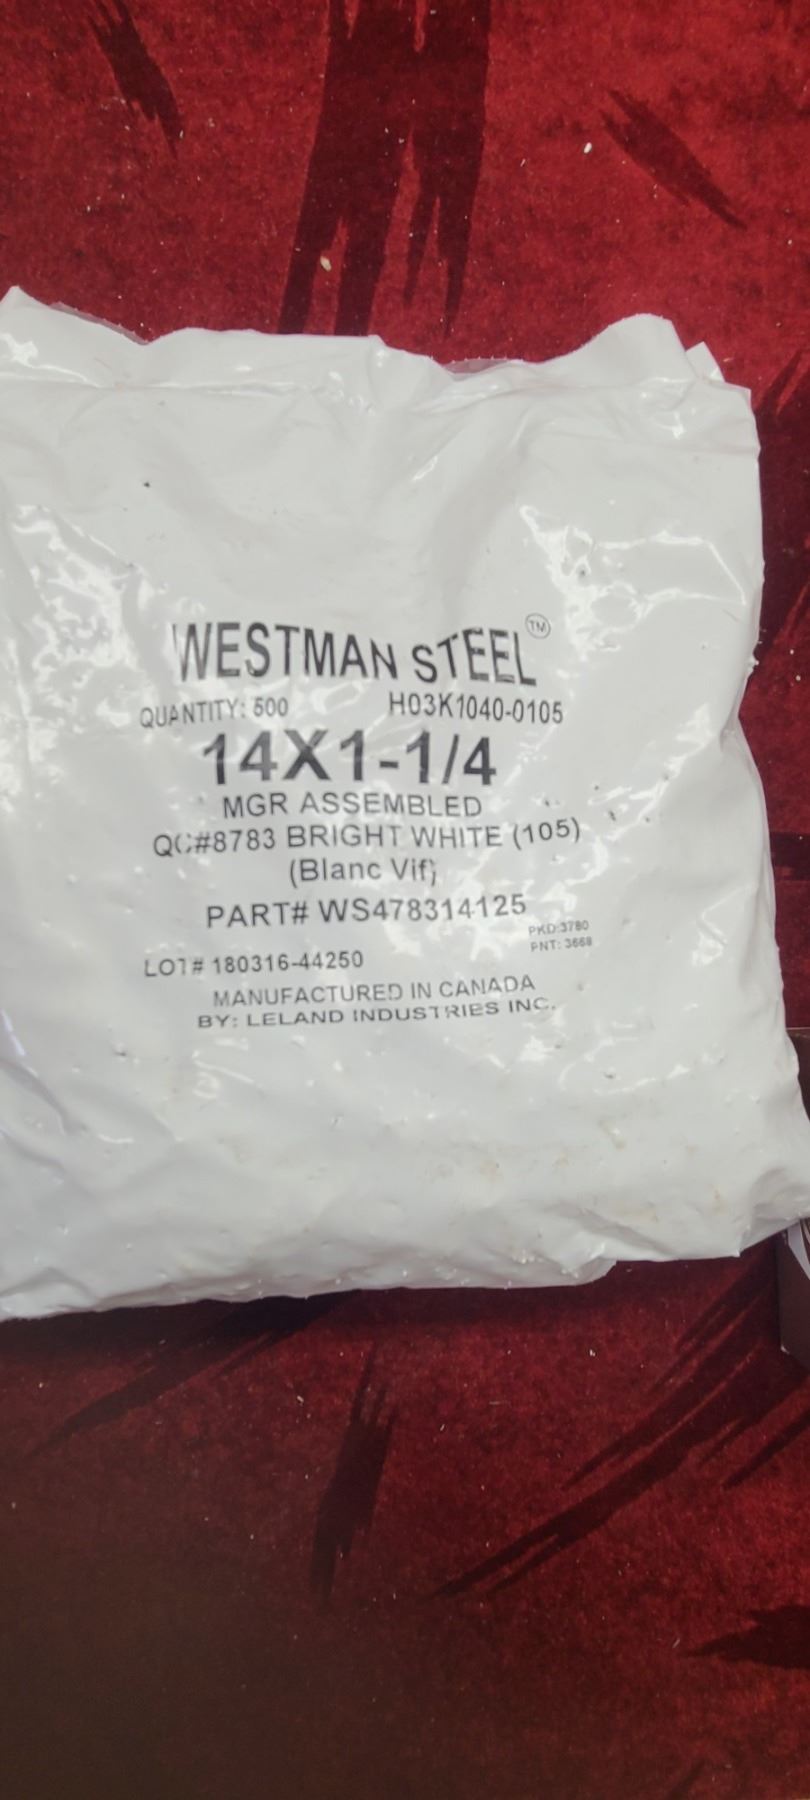 WESTMAN STEEL TM
QUANTITY: 500 H03K1040-0105
14X1-1/4
MGR ASSEMBLED
QC#8783 BRIGHT WHITE (105)
(Blanc Vif)
PART# WS478314125
PKD:3780
PNT: 3668
LOT# 180316-44250
MANUFACTURED IN CANADA
BY: LELAND INDUSTRIES INC.